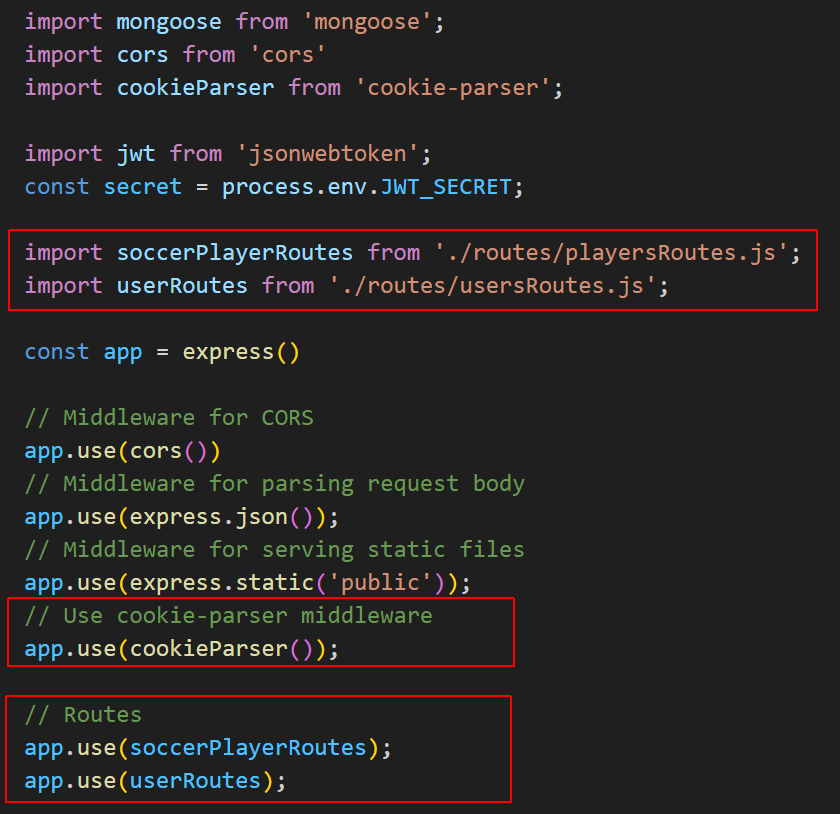 import mongoose from 'mongoose';
import cors from 'cors'
import cookieParser from 'cookie-parser';
import jwt from 'jsonwebtoken';
const secret = process.env.JWT_SECRET;
import soccerPlayerRoutes from './routes/playersRoutes.js';
import userRoutes from './routes/usersRoutes.js';
const app = express()
// Middleware for CORS
app.use(cors())
// Middleware for parsing request body
app.use(express.json());
// Middleware for serving static files
app.use(express.static('public'));
// Use cookie-parser middleware
app.use(cookieParser());
// Routes
app.use(soccerPlayerRoutes);
app.use(userRoutes);